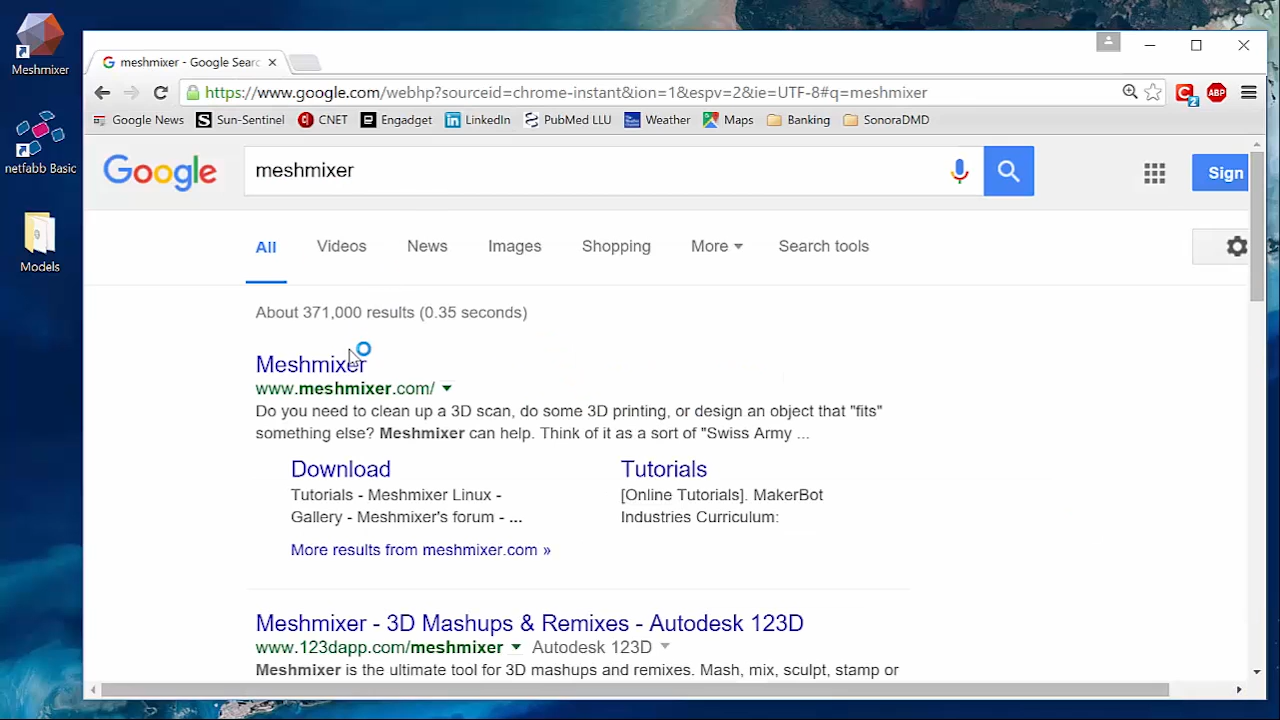 Meshmixer
netfabb Basic
Models
meshmixer - Google Searc
https://www.google.com/webhp?sourceid=chrome-instant&ion=1&espv=2&ie=UTF-8#q=meshmixer
C 2 ABP
Google News Sun-Sentinel CNET Engadget LinkedIn PubMed LLU Weather Maps Banking SonoraDMD
Google meshmixer Sign
All Videos News Images Shopping More Search tools
About 371,000 results (0.35 seconds)
Meshmixer
www.meshmixer.com/
Do you need to clean up a 3D scan, do some 3D printing, or design an object that "fits"
something else? Meshmixer can help. Think of it as a sort of "Swiss Army ...
Download
Tutorials - Meshmixer Linux -
Gallery - Meshmixer's forum - ...
Tutorials
[Online Tutorials]. MakerBot
Industries Curriculum:
More results from meshmixer.com »
Meshmixer - 3D Mashups & Remixes - Autodesk 123D
www.123dapp.com/meshmixer Autodesk 123D
Meshmixer is the ultimate tool for 3D mashups and remixes. Mash, mix, sculpt, stamp or